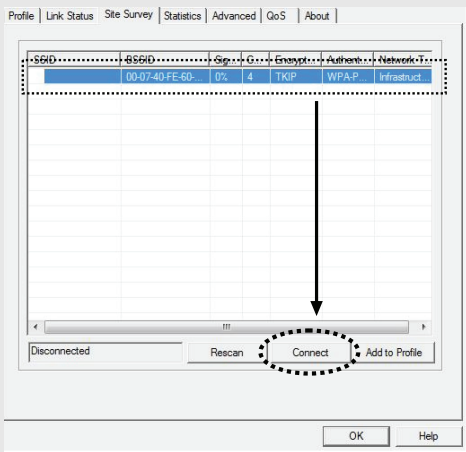 Profile Link Status Site Survey Statistics Advanced QoS About
SSID BSSID Sig... C... Encrypt... Authent... Network T...
00-07-40-FE-60-... 0% 4 TKIP WPA-P... Infrastruct...
Disconnected Rescan Connect Add to Profile
OK Help